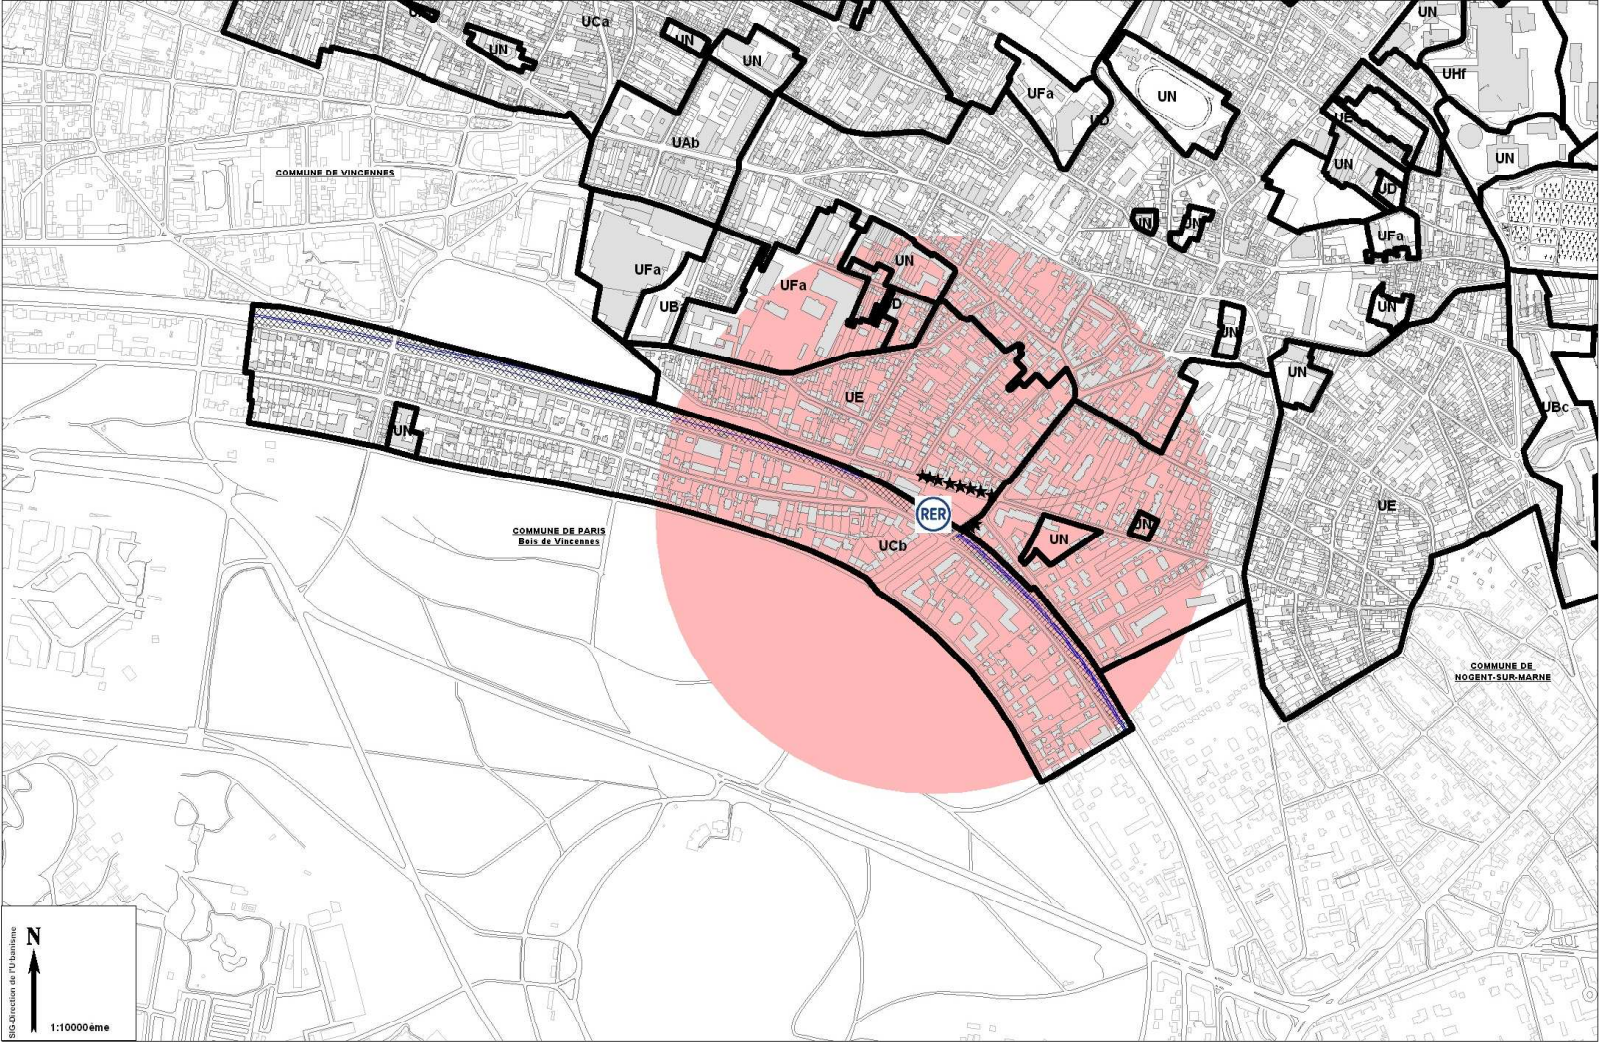 UCa
UN
UN
UN
UN
UHf
UFa
UN
UD
UAb
UE
UN
UN
COMMUNE DE VINCENNES
UD
UN
UN
UFa
UN
UFa
UFa
UB
D
UN
UN
UN
UE
UBc
UN
RER
UE
UN
UN
COMMUNE DE PARIS
Bois de Vincennes
UCb
COMMUNE DE
NOGENT-SUR-MARNE
SIG-Direction de l'Urbanisme
N
1:10000ème